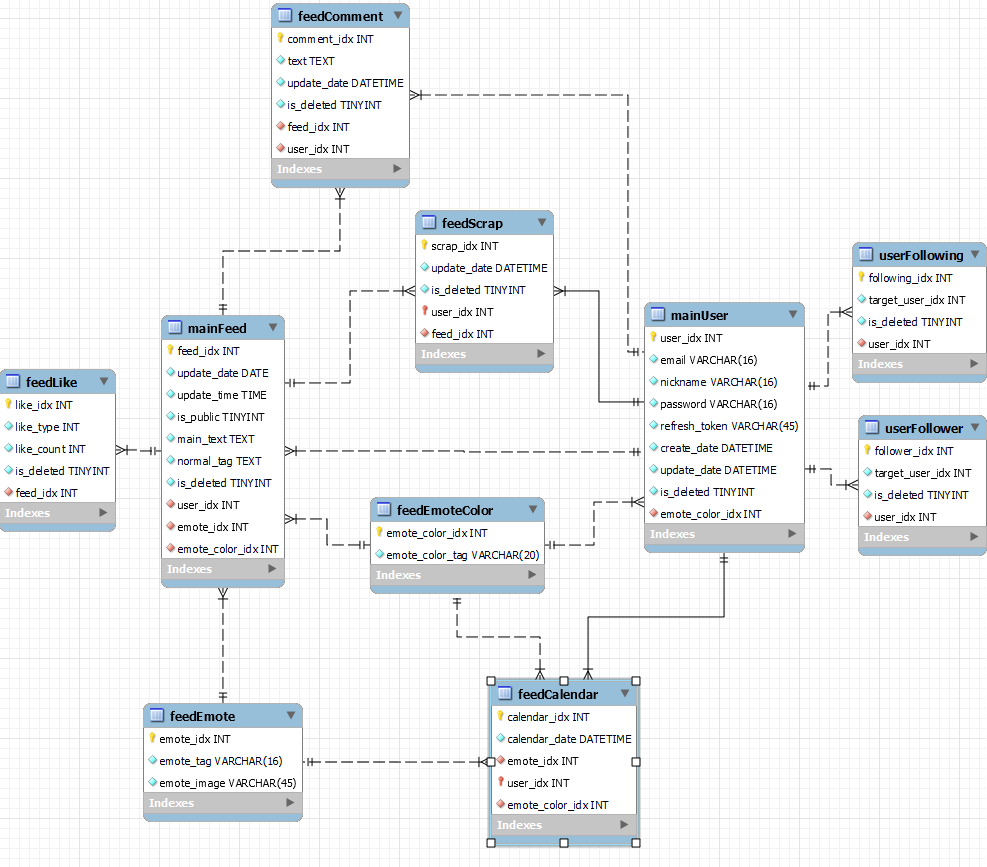 feedComment
comment_idx INT
text TEXT
update_date DATETIME
is_deleted TINYINT
feed_idx INT
user_idx INT
Indexes
feedScrap
scrap_idx INT
update_date DATETIME
is_deleted TINYINT
user_idx INT
feed_idx INT
Indexes
userFollowing
following_idx INT
target_user_idx INT
is_deleted TINYINT
user_idx INT
Indexes
mainUser
user_idx INT
email VARCHAR(16)
nickname VARCHAR(16)
password VARCHAR(16)
refresh_token VARCHAR(45)
create_date DATETIME
update_date DATETIME
is_deleted TINYINT
emote_color_idx INT
Indexes
mainFeed
feed_idx INT
update_date DATE
update_time TIME
is_public TINYINT
main_text TEXT
normal_tag TEXT
is_deleted TINYINT
user_idx INT
emote_idx INT
emote_color_idx INT
Indexes
feedLike
like_idx INT
like_type INT
like_count INT
is_deleted TINYINT
feed_idx INT
Indexes
userFollower
follower_idx INT
target_user_idx INT
is_deleted TINYINT
user_idx INT
Indexes
feedEmoteColor
emote_color_idx INT
emote_color_tag VARCHAR(20)
Indexes
feedCalendar
calendar_idx INT
calendar_date DATETIME
emote_idx INT
user_idx INT
emote_color_idx INT
Indexes
feedEmote
emote_idx INT
emote_tag VARCHAR(16)
emote_image VARCHAR(45)
Indexes